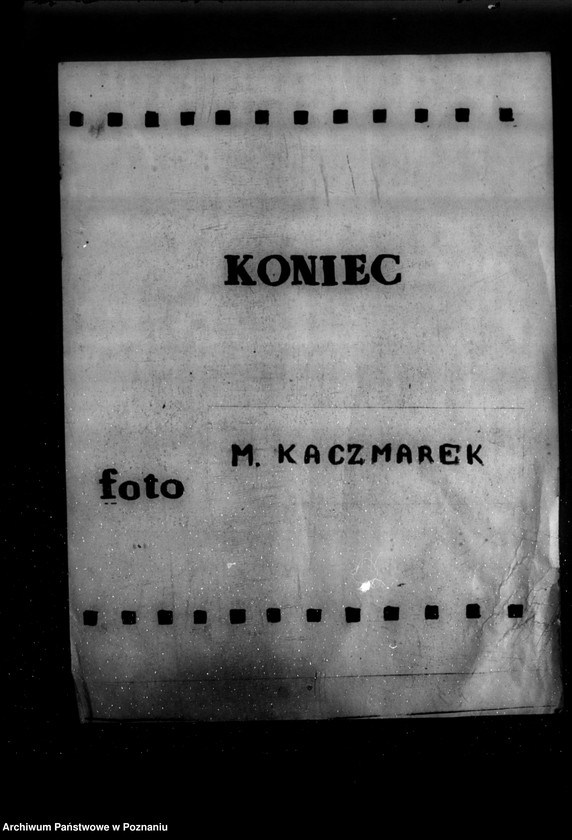 KONIEC
M. KACZMAREK
foto
Archiwum Państwowe w Poznaniu